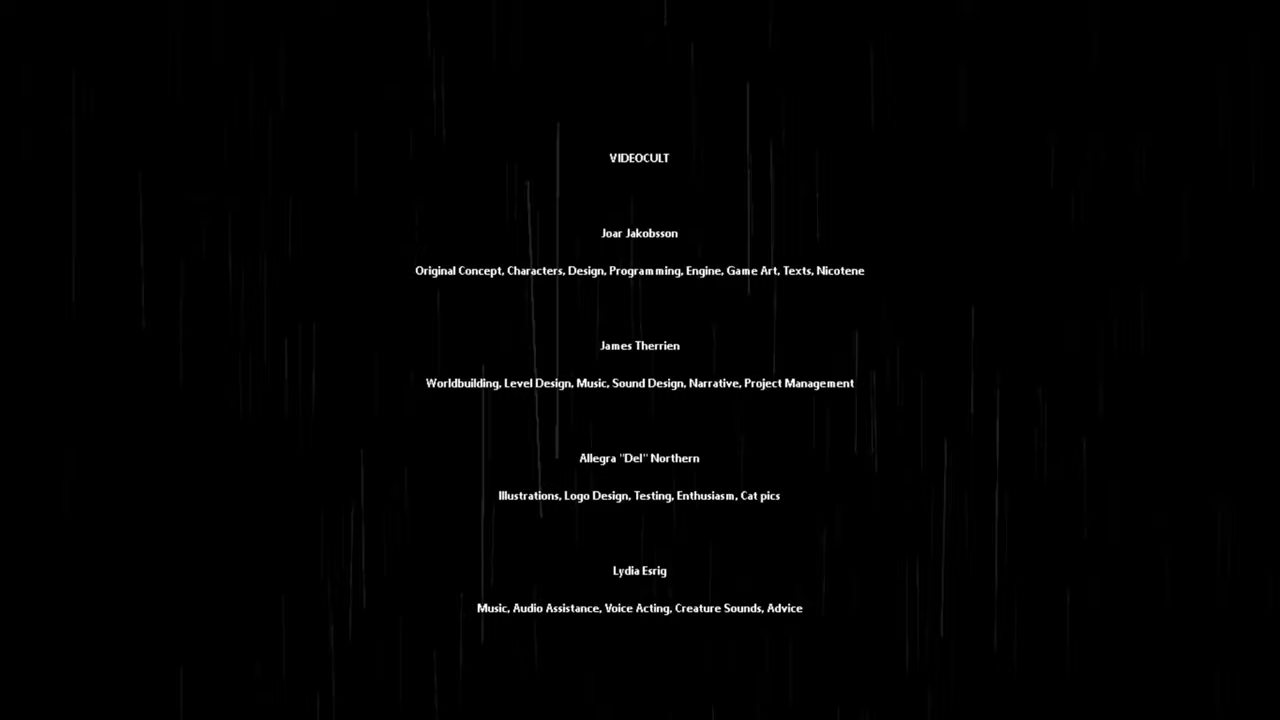 VIDEOCULT
Joar Jakobsson
Original Concept, Characters, Design, Programming, Engine, Game Art, Texts, Nicotene
James Therrien
Worldbuilding, Level Design, Music, Sound Design, Narrative, Project Management
Allegra "Del" Northern
Illustrations, Logo Design, Testing, Enthusiasm, Cat pics
Lydia Esrig
Music, Audio Assistance, Voice Acting, Creature Sounds, Advice